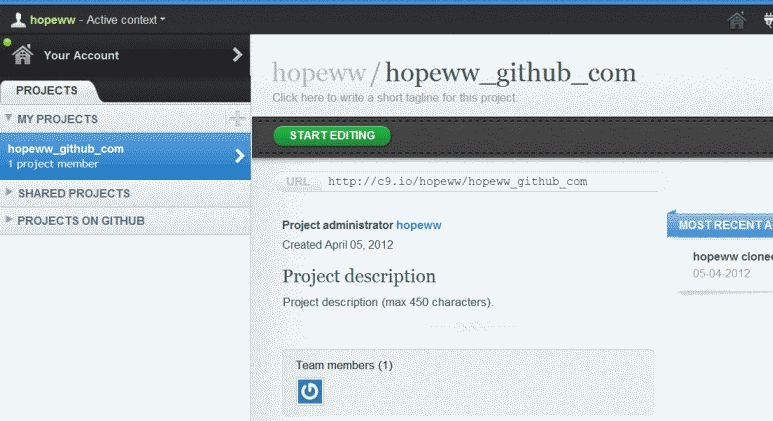 hopeww - Active context
Your Account
PROJECTS
MY PROJECTS
hopeww_github_com
1 project member
SHARED PROJECTS
PROJECTS ON GITHUB
hopeww / hopeww_github_com
Click here to write a short tagline for this project
START EDITING
URL http://c9.io/hopeww/hopeww_github_com
Project administrator hopeww
Created April 05, 2012
Project description
Project description (max 450 characters).
Team members (1)
MOST RECENT A
hopeww clone
05-04-2012